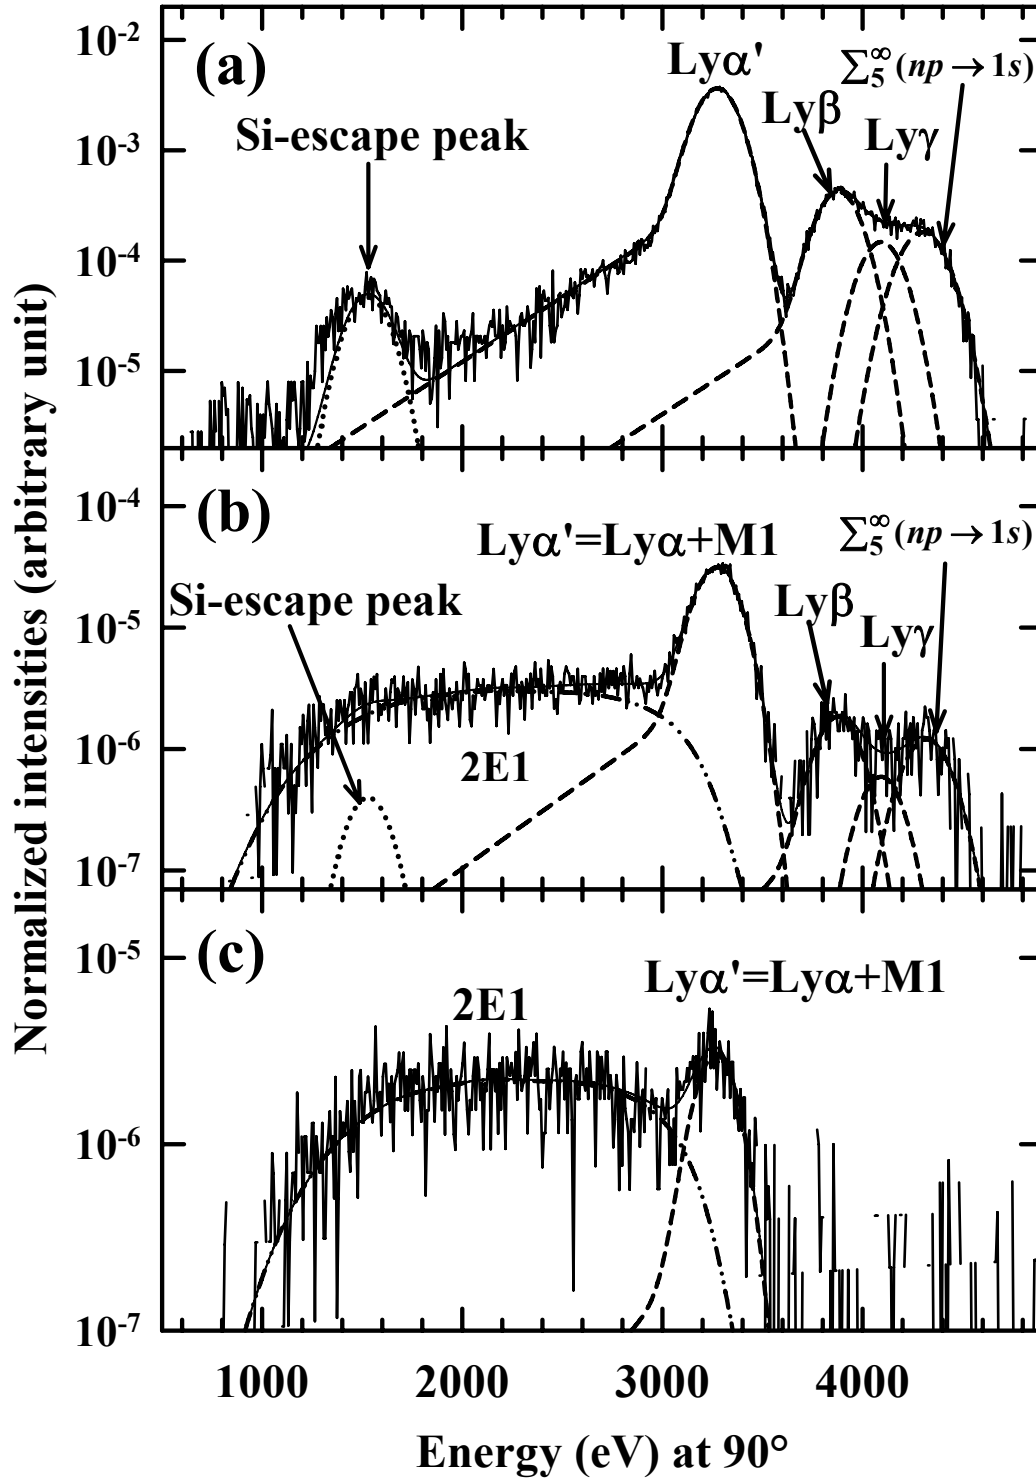 Normalized intensities (arbitrary unit)
10⁻²
(a)
Lyα'
∑₅^∞(np→1s)
Lyβ
Si-escape peak
Lyγ
10⁻³
10⁻⁴
10⁻⁵
(b)
10⁻⁴
Lyα'=Lyα+M1
∑₅^∞(np→1s)
Si-escape peak
Lyβ
10⁻⁵
Lyγ
10⁻⁶
2E1
10⁻⁷
(c)
10⁻⁵
Lyα'=Lyα+M1
2E1
10⁻⁶
10⁻⁷
1000 2000 3000 4000
Energy (eV) at 90°